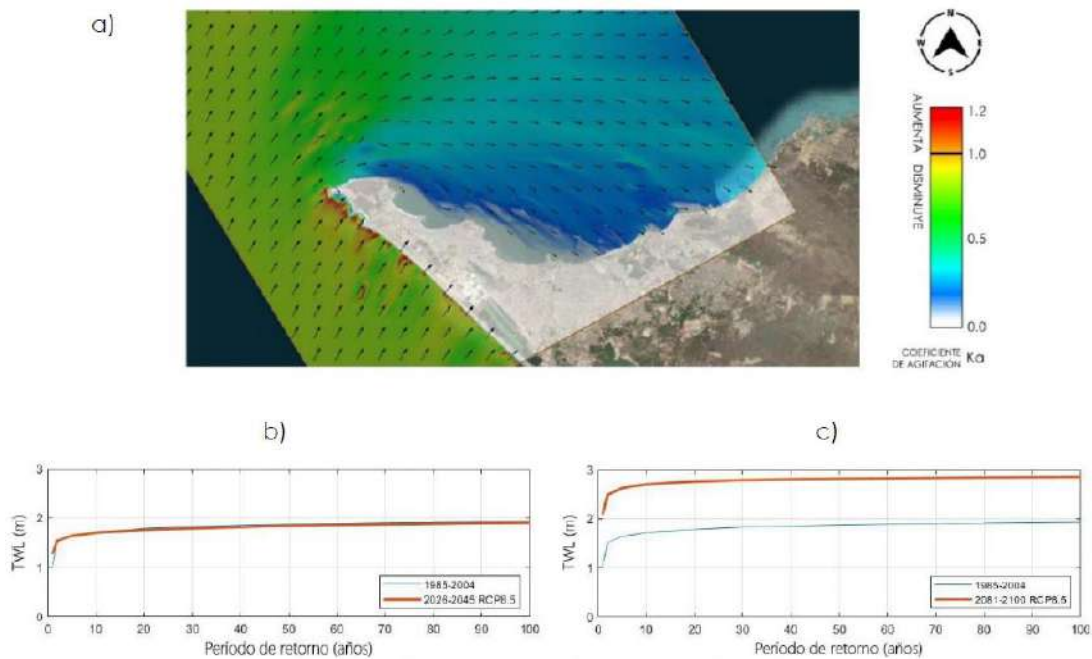 a)
N
W E
S
AUMENTA
DISMINUYE
1.2
1.0
0.5
0.0
COEFICIENTE
DE AGITACIÓN Ka
b)
TWL (m)
3
2
1
0
0 10 20 30 40 50 60 70 80 90 100
1985-2004
2026-2045 RCP8.5
Período de retorno (años)
c)
TWL (m)
3
2
1
0
0 10 20 30 40 50 60 70 80 90 100
1985-2004
2081-2100 RCP8.5
Período de retorno (años)